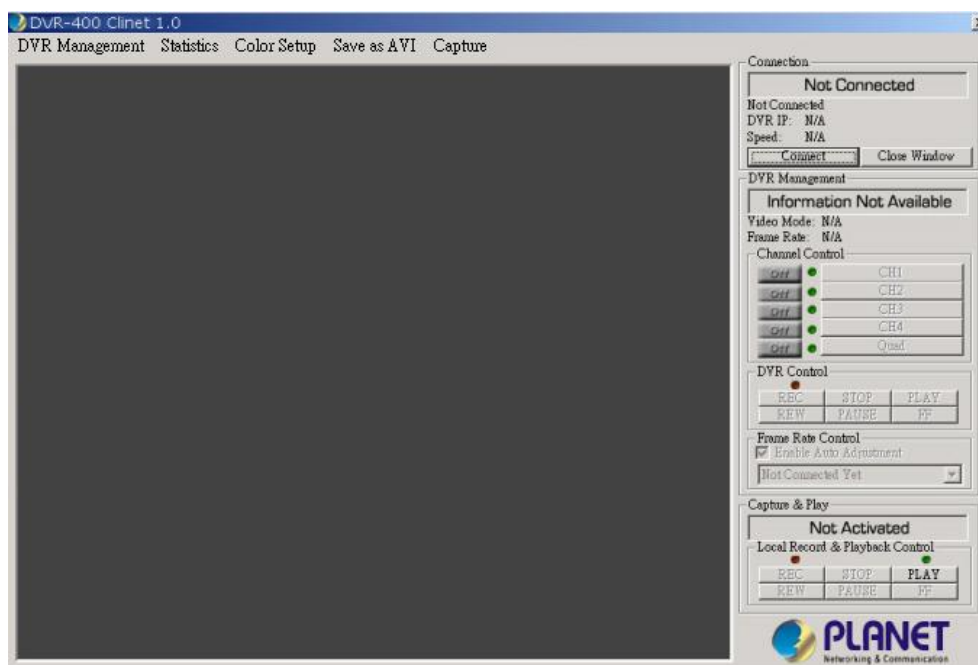 DVR-400 Clinet 1.0
DVR Management Statistics Color Setup Save as AVI Capture
Connection
Not Connected
Not Connected
DVR IP: N/A
Speed: N/A
Connect Close Window
DVR Management
Information Not Available
Video Mode: N/A
Frame Rate: N/A
Channel Control
Off CH1
Off CH2
Off CH3
Off CH4
Off Quad
DVR Control
REC STOP PLAY
REW PAUSE FF
Frame Rate Control
Enable Auto Adjustment
Not Connected Yet
Capture & Play
Not Activated
Local Record & Playback Control
REC STOP PLAY
REW PAUSE FF
PLANET
Networking & Communication